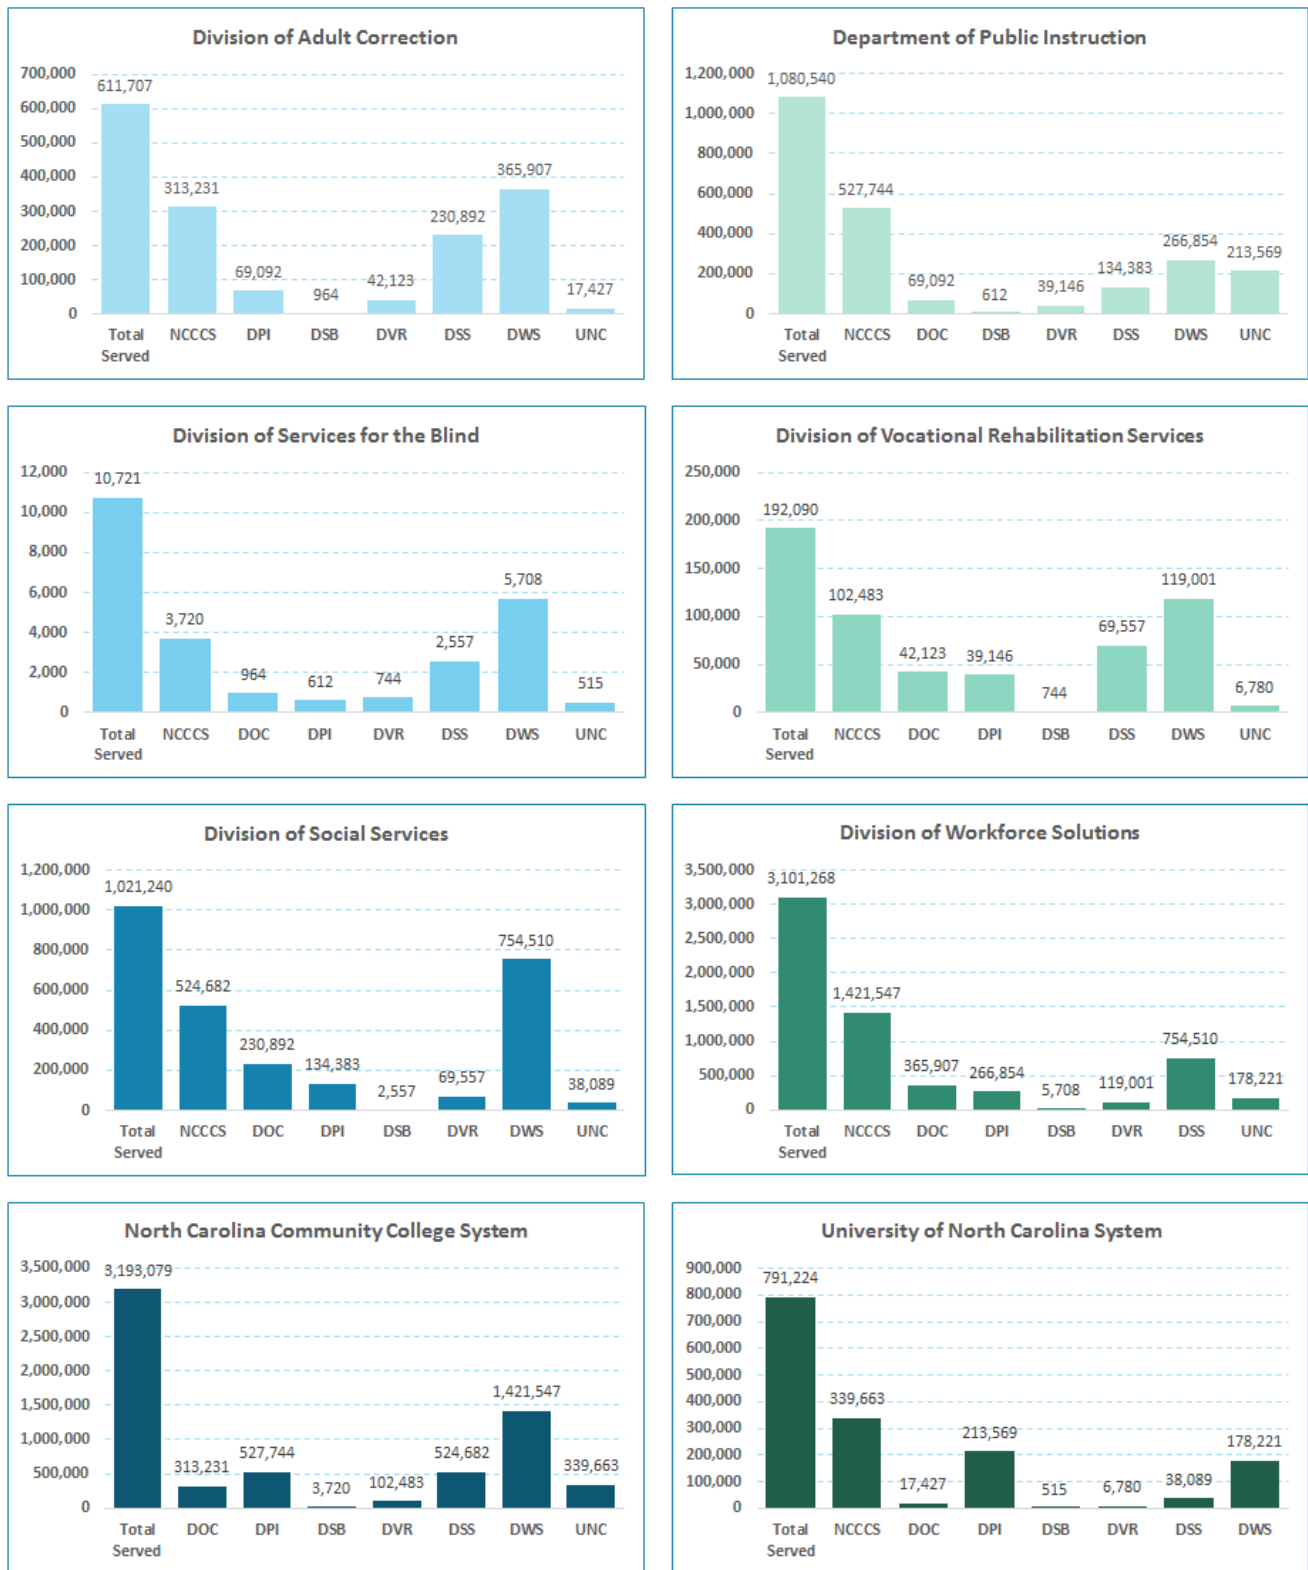 Division of Adult Correction
700,000
600,000
500,000
400,000
300,000
200,000
100,000
0
611,707
313,231
69,092
964
42,123
230,892
365,907
17,427
Total Served
NCCCS
DPI
DSB
DVR
DSS
DWS
UNC
Department of Public Instruction
1,200,000
1,000,000
800,000
600,000
400,000
200,000
0
1,080,540
527,744
69,092
612
39,146
134,383
266,854
213,569
Total Served
NCCCS
DOC
DSB
DVR
DSS
DWS
UNC
Division of Services for the Blind
12,000
10,000
8,000
6,000
4,000
2,000
0
10,721
3,720
964
612
744
2,557
5,708
515
Total Served
NCCCS
DOC
DPI
DVR
DSS
DWS
UNC
Division of Vocational Rehabilitation Services
250,000
200,000
150,000
100,000
50,000
0
192,090
102,483
42,123
39,146
744
69,557
119,001
6,780
Total Served
NCCCS
DOC
DPI
DSB
DSS
DWS
UNC
Division of Social Services
1,200,000
1,000,000
800,000
600,000
400,000
200,000
0
1,021,240
524,682
230,892
134,383
2,557
69,557
754,510
38,089
Total Served
NCCCS
DOC
DPI
DSB
DVR
DWS
UNC
Division of Workforce Solutions
3,500,000
3,000,000
2,500,000
2,000,000
1,500,000
1,000,000
500,000
0
3,101,268
1,421,547
365,907
266,854
5,708
119,001
754,510
178,221
Total Served
NCCCS
DOC
DPI
DSB
DVR
DSS
UNC
North Carolina Community College System
3,500,000
3,000,000
2,500,000
2,000,000
1,500,000
1,000,000
500,000
0
3,193,079
313,231
527,744
3,720
102,483
524,682
1,421,547
339,663
Total Served
DOC
DPI
DSB
DVR
DSS
DWS
UNC
University of North Carolina System
900,000
800,000
700,000
600,000
500,000
400,000
300,000
200,000
100,000
0
791,224
339,663
17,427
213,569
515
6,780
38,089
178,221
Total Served
NCCCS
DOC
DPI
DSB
DVR
DSS
DWS